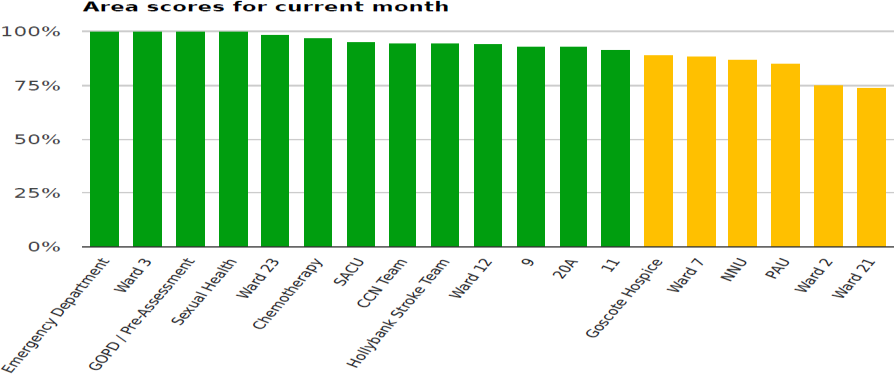 Area scores for current month
100%
75%
50%
25%
0%
Emergency Department
Ward 3
GOPD / Pre-Assessment
Sexual Health
Ward 23
Chemotherapy
SACU
CCN Team
Hollybank Stroke Team
Ward 12
9
20A
11
Goscote Hospice
Ward 7
NNU
PAU
Ward 2
Ward 21